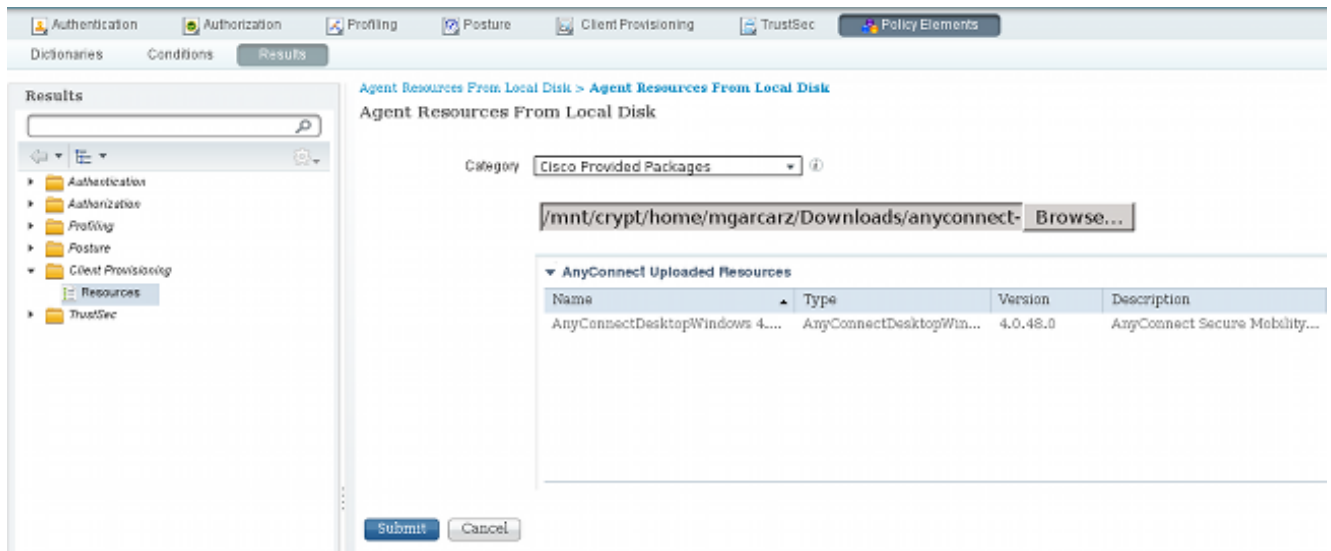 Authentication Authorization Profiling Posture Client Provisioning TrustSec Policy Elements
Dictionaries Conditions Results
Results
Authentication
Authorization
Profiling
Posture
Client Provisioning
Resources
TrustSec
Agent Resources From Local Disk > Agent Resources From Local Disk
Agent Resources From Local Disk
Category Cisco Provided Packages
/mnt/crypt/home/mgarcarz/Downloads/anyconnect- Browse...
AnyConnect Uploaded Resources
Name Type Version Description
AnyConnectDesktopWindows 4.... AnyConnectDesktopWin... 4.0.48.0 AnyConnect Secure Mobility...
Submit Cancel